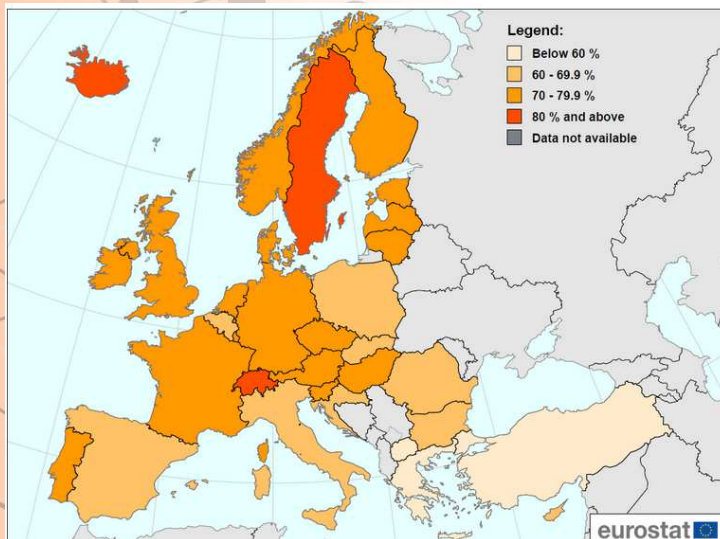 Legend:
Below 60 %
60 - 69.9 %
70 - 79.9 %
80 % and above
Data not available
eurostat